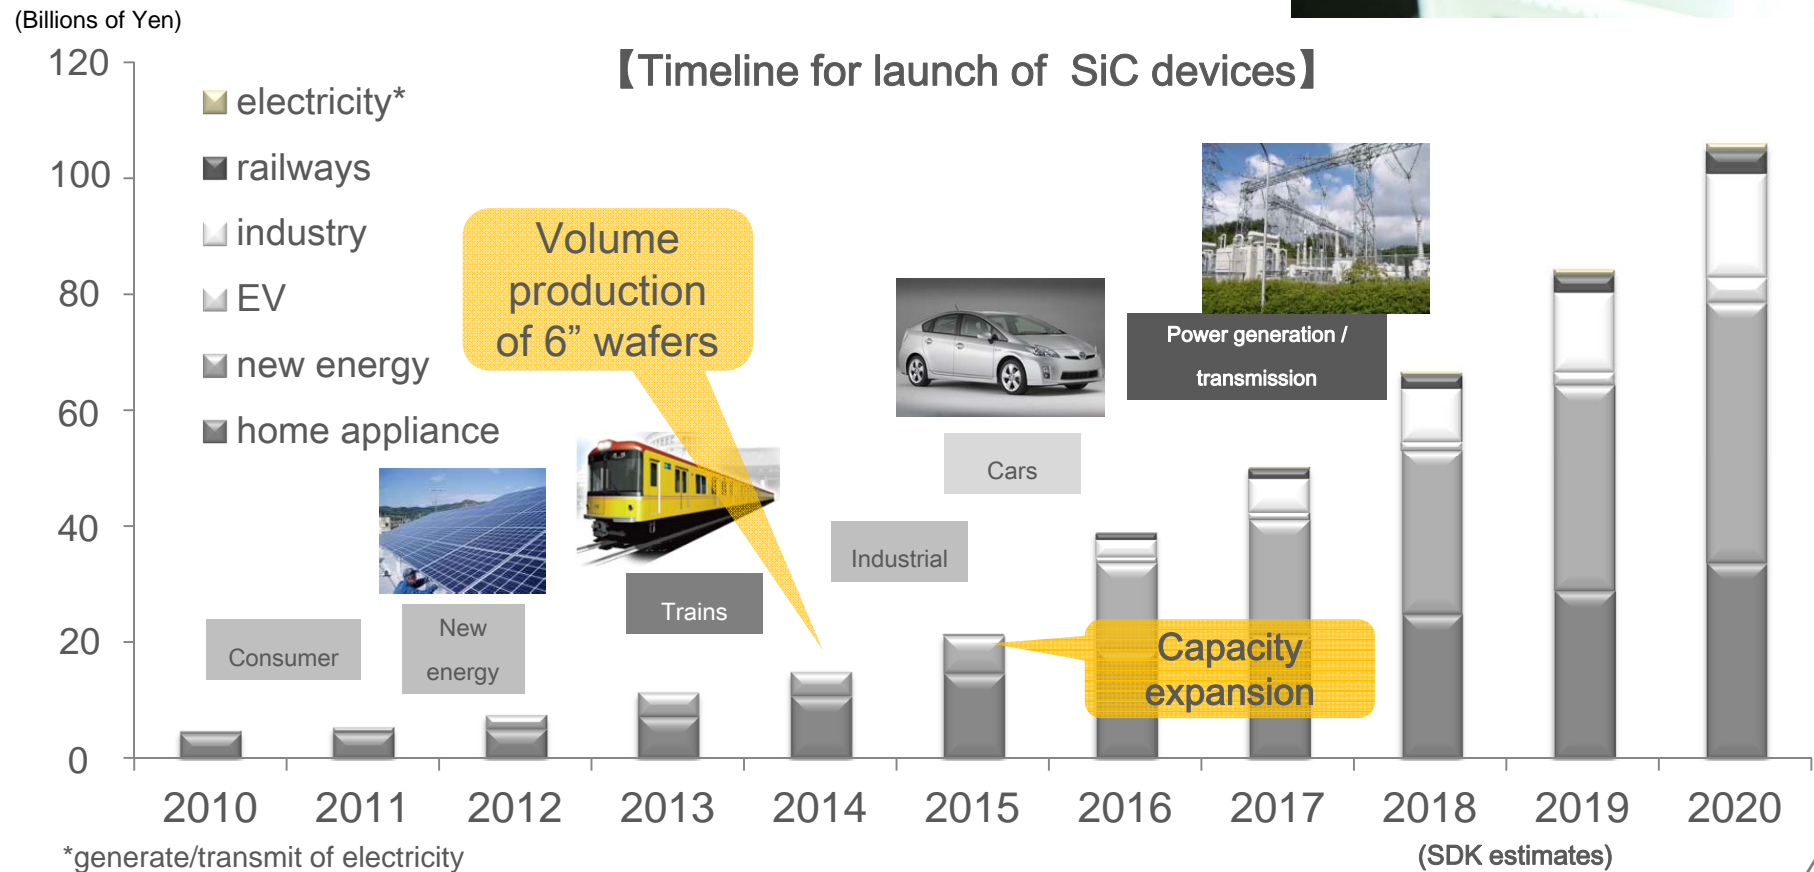 (Billions of Yen)
【Timeline for launch of SiC devices】
120
100
80
60
40
20
0
electricity*
railways
industry
EV
new energy
home appliance
Volume
production
of 6” wafers
Power generation /
transmission
Cars
Industrial
Trains
New
energy
Consumer
Capacity
expansion
2010 2011 2012 2013 2014 2015 2016 2017 2018 2019 2020
*generate/transmit of electricity
(SDK estimates)